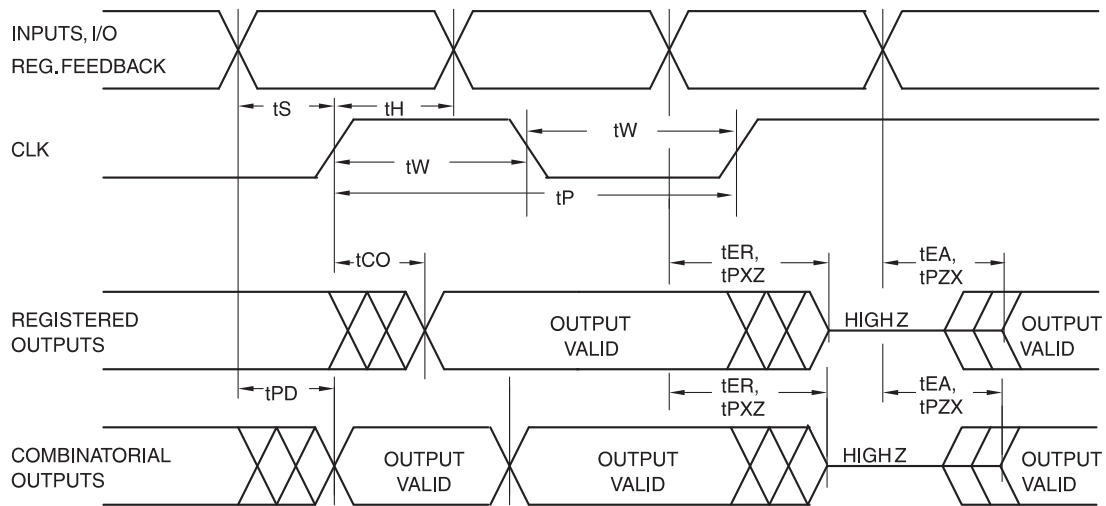 INPUTS, I/O
REG. FEEDBACK
tS
tH
CLK
tW
tW
tP
tCO
tER,
tPXZ
tEA,
tPZX
REGISTERED
OUTPUTS
OUTPUT
VALID
HIGH Z
OUTPUT
VALID
tPD
tER,
tPXZ
tEA,
tPZX
COMBINATORIAL
OUTPUTS
OUTPUT
VALID
OUTPUT
VALID
HIGH Z
OUTPUT
VALID